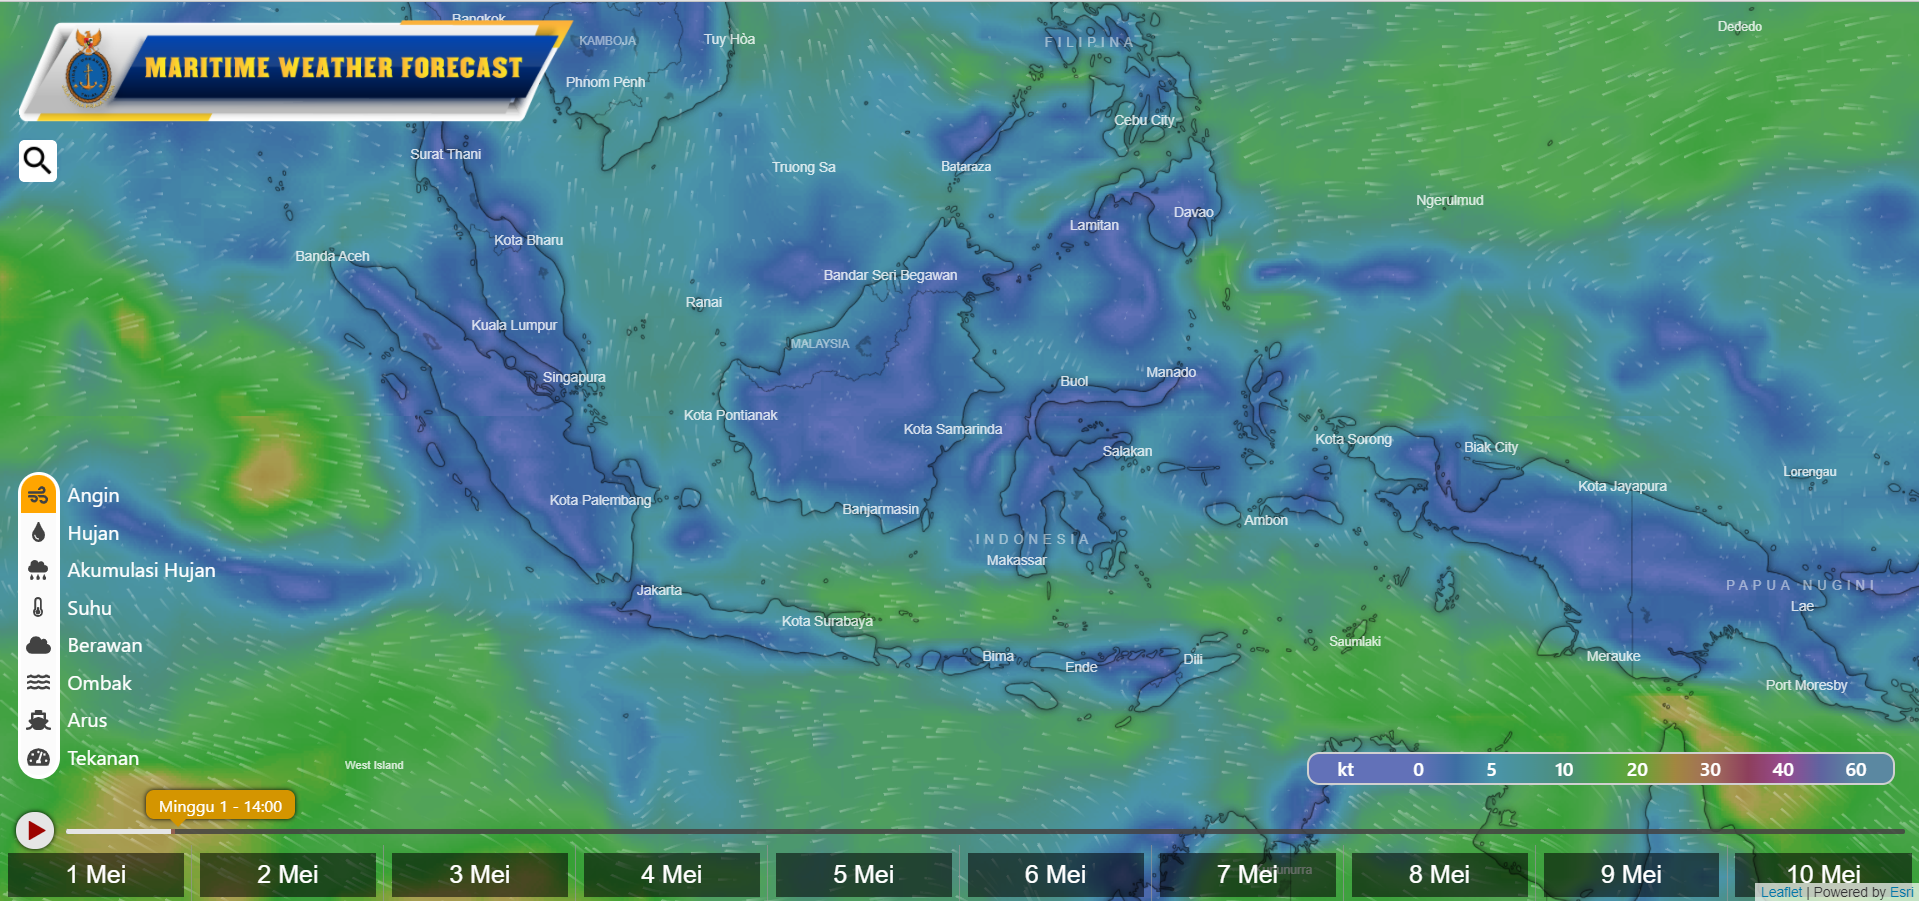 Bangkok
KAMBOJA
Tuy Hòa
FILIPINA
Dededo
MARITIME WEATHER FORECAST
Phnom Penh
Cebu City
Surat Thani
Truong Sa
Bataraza
Ngerulmud
Davao
Lamitan
Kota Bharu
Banda Aceh
Bandar Seri Begawan
Ranai
Kuala Lumpur
MALAYSIA
Singapura
Buol
Manado
Kota Pontianak
Kota Samarinda
Kota Sorong
Biak City
Salakan
Lorengau
Kota Jayapura
Angin
Kota Palembang
Banjarmasin
Ambon
Hujan
INDONESIA
Makassar
Akumulasi Hujan
Jakarta
PAPUA NUGINI
Lae
Suhu
Kota Surabaya
Saumlaki
Berawan
Bima
Ende
Dili
Merauke
Ombak
Port Moresby
Arus
Tekanan
West Island
kt 0 5 10 20 30 40 60
Minggu 1 - 14:00
1 Mei 2 Mei 3 Mei 4 Mei 5 Mei 6 Mei 7 Mei 8 Mei 9 Mei 10 Mei
Leaflet | Powered by Esri